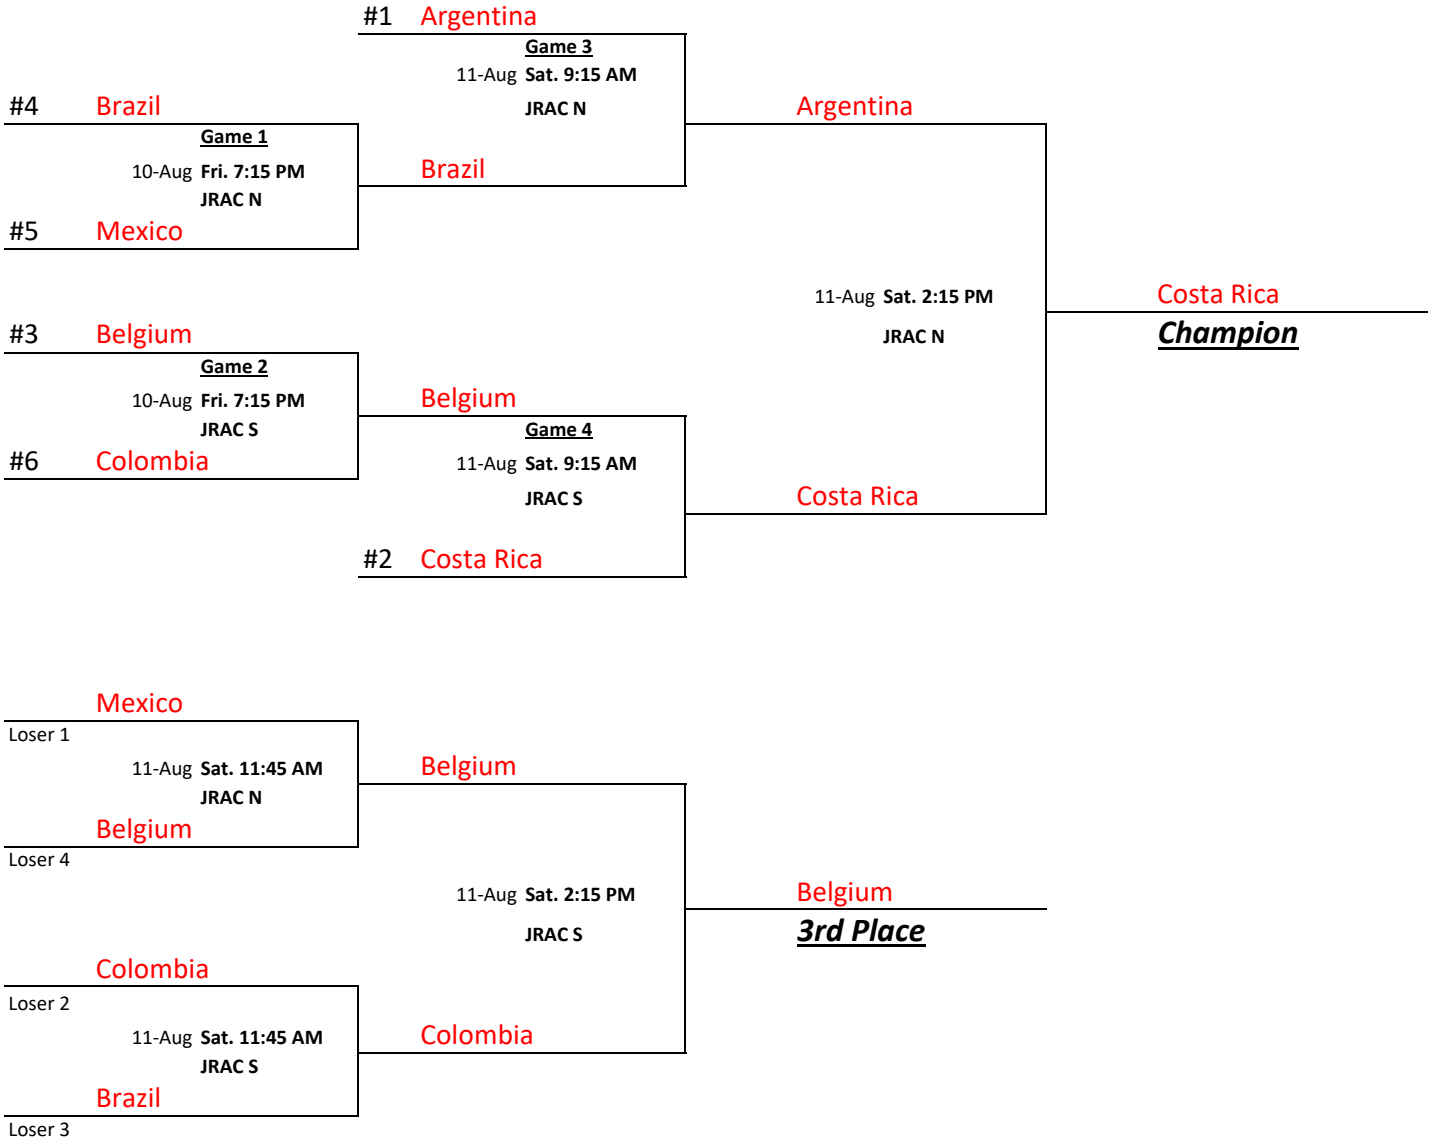 #1 Argentina
Game 3
11-Aug Sat. 9:15 AM
#4 Brazil
JRAC N
Argentina
Game 1
10-Aug Fri. 7:15 PM
Brazil
JRAC N
#5 Mexico
11-Aug Sat. 2:15 PM
Costa Rica
#3 Belgium
JRAC N
Champion
Game 2
10-Aug Fri. 7:15 PM
Belgium
JRAC S
Game 4
#6 Colombia
11-Aug Sat. 9:15 AM
JRAC S
Costa Rica
#2 Costa Rica
Mexico
Loser 1
11-Aug Sat. 11:45 AM
Belgium
JRAC N
Belgium
Loser 4
11-Aug Sat. 2:15 PM
Belgium
JRAC S
3rd Place
Colombia
Loser 2
11-Aug Sat. 11:45 AM
Colombia
JRAC S
Brazil
Loser 3